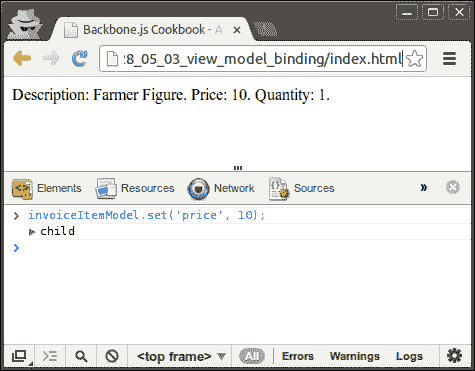 Backbone.js Cookbook - A
28_05_03_view_model_binding/index.html
Description: Farmer Figure. Price: 10. Quantity: 1.
Elements Resources Network Sources »
> invoiceItemModel.set('price', 10);
▶ child
>
<top frame> ▼ All Errors Warnings Logs